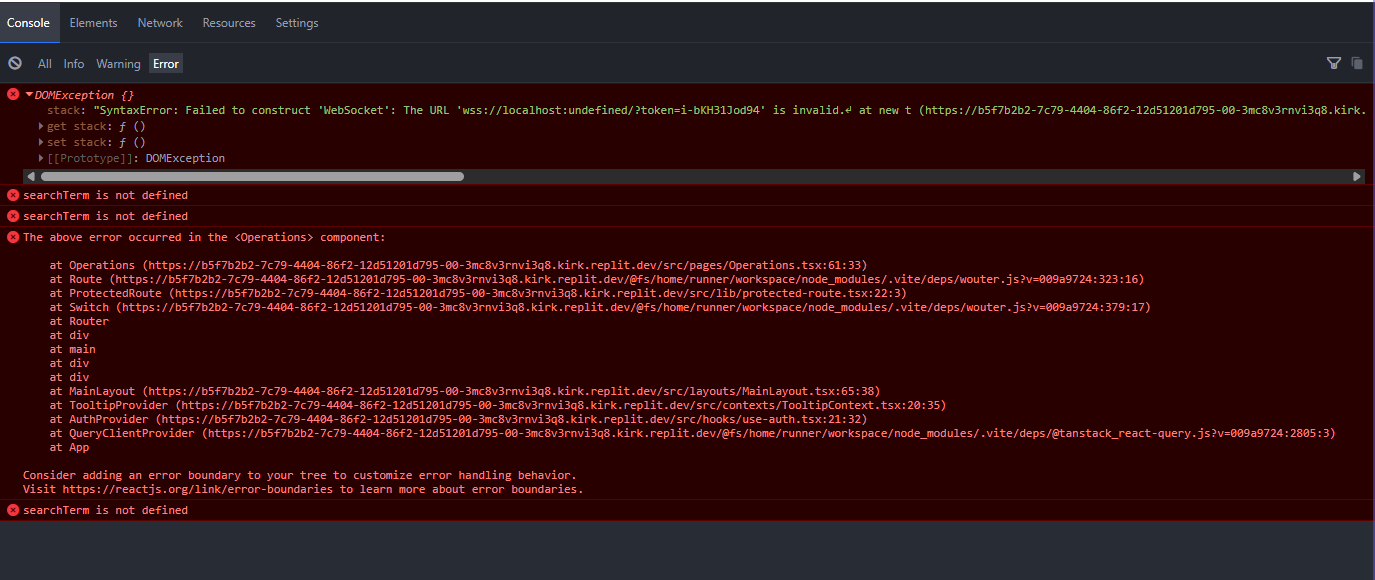 Console Elements Network Resources Settings
All Info Warning Error
DOMException {}
stack: "SyntaxError: Failed to construct 'WebSocket': The URL 'wss://localhost:undefined/?token=i-bKH31Jod94' is invalid.↵ at new t (https://b5f7b2b2-7c79-4404-86f2-12d51201d795-00-3mc8v3rnvi3q8.kirk.
get stack: ƒ ()
set stack: ƒ ()
[[Prototype]]: DOMException
searchTerm is not defined
searchTerm is not defined
The above error occurred in the <Operations> component:
at Operations (https://b5f7b2b2-7c79-4404-86f2-12d51201d795-00-3mc8v3rnvi3q8.kirk.replit.dev/src/pages/Operations.tsx:61:33)
at Route (https://b5f7b2b2-7c79-4404-86f2-12d51201d795-00-3mc8v3rnvi3q8.kirk.replit.dev/@fs/home/runner/workspace/node_modules/.vite/deps/wouter.js?v=009a9724:323:16)
at ProtectedRoute (https://b5f7b2b2-7c79-4404-86f2-12d51201d795-00-3mc8v3rnvi3q8.kirk.replit.dev/src/lib/protected-route.tsx:22:3)
at Switch (https://b5f7b2b2-7c79-4404-86f2-12d51201d795-00-3mc8v3rnvi3q8.kirk.replit.dev/@fs/home/runner/workspace/node_modules/.vite/deps/wouter.js?v=009a9724:379:17)
at Router
at div
at main
at div
at div
at MainLayout (https://b5f7b2b2-7c79-4404-86f2-12d51201d795-00-3mc8v3rnvi3q8.kirk.replit.dev/src/layouts/MainLayout.tsx:65:38)
at TooltipProvider (https://b5f7b2b2-7c79-4404-86f2-12d51201d795-00-3mc8v3rnvi3q8.kirk.replit.dev/src/contexts/TooltipContext.tsx:20:35)
at AuthProvider (https://b5f7b2b2-7c79-4404-86f2-12d51201d795-00-3mc8v3rnvi3q8.kirk.replit.dev/src/hooks/use-auth.tsx:21:32)
at QueryClientProvider (https://b5f7b2b2-7c79-4404-86f2-12d51201d795-00-3mc8v3rnvi3q8.kirk.replit.dev/@fs/home/runner/workspace/node_modules/.vite/deps/@tanstack_react-query.js?v=009a9724:2805:3)
at App
Consider adding an error boundary to your tree to customize error handling behavior.
Visit https://reactjs.org/link/error-boundaries to learn more about error boundaries.
searchTerm is not defined